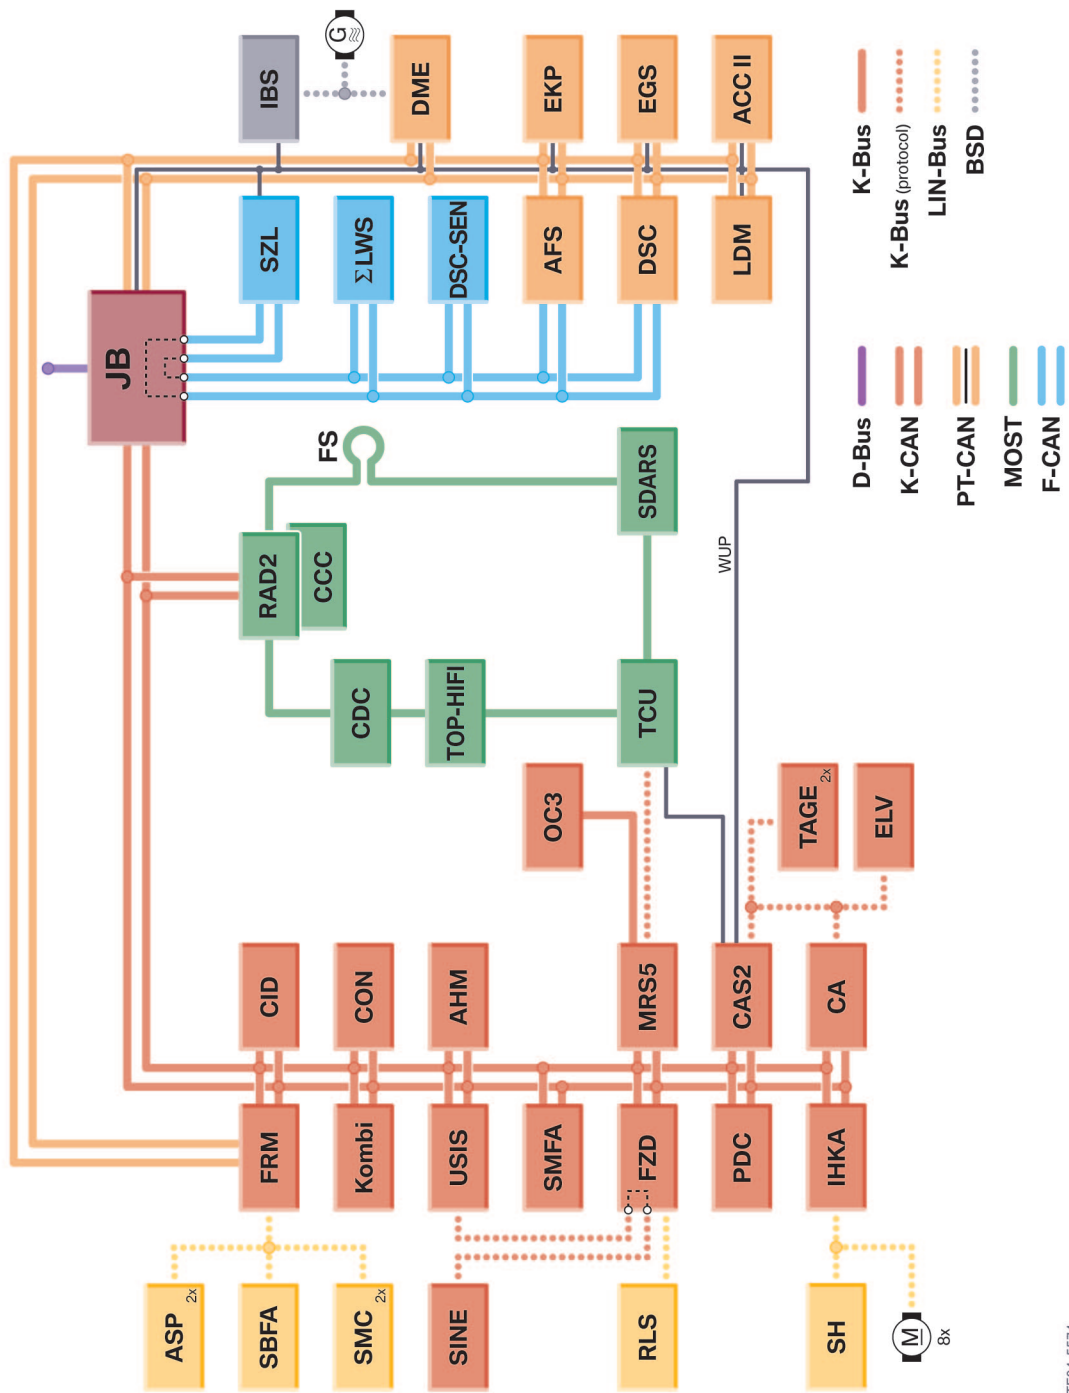 JB
ASP
2x
SBFA
FRM
CID
RAD2
SZL
IBS
CCC
FS
G
SMC
2x
Kombi
CON
CDC
ΣLWS
DME
SINE
USIS
AHM
TOP-HIFI
DSC-SEN
SMFA
OC3
AFS
EKP
RLS
FZD
MRS5
TCU
SDARS
DSC
EGS
WUP
PDC
CAS2
LDM
ACC II
TAGE
2x
SH
IHKA
CA
ELV
M
8x
D-Bus
K-CAN
PT-CAN
MOST
F-CAN
K-Bus
K-Bus (protocol)
LIN-Bus
BSD